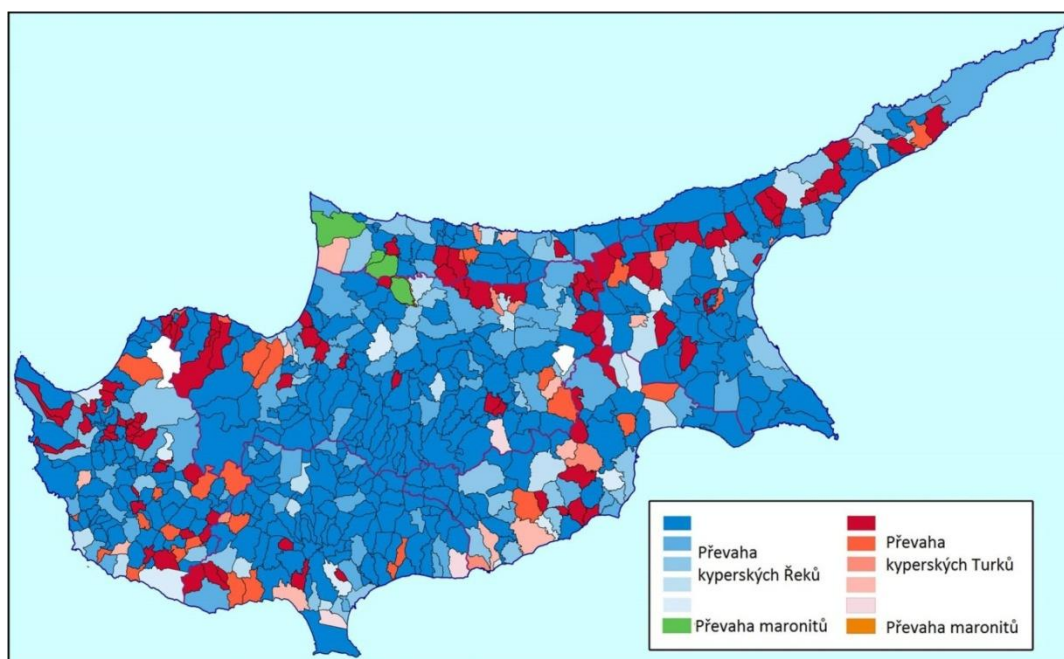 Převaha
kyperských Řeků
Převaha maronitů
Převaha
kyperských Turků
Převaha maronitů